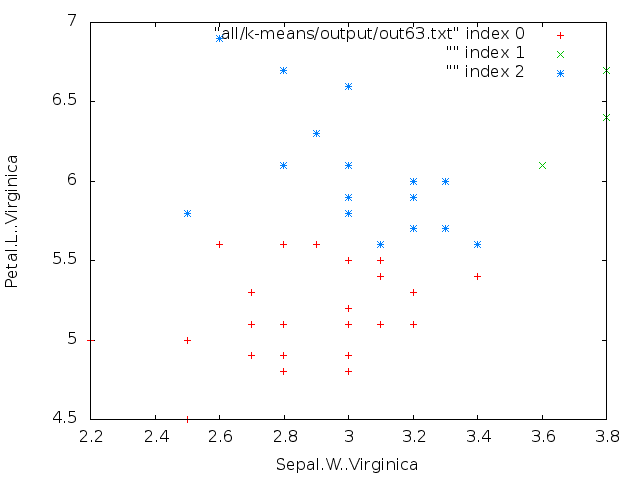 7
"all/k-means/output/out63.txt" index 0
"" index 1
"" index 2
6.5
6
5.5
5
4.5
Petal.L..Virginica
2.2 2.4 2.6 2.8 3 3.2 3.4 3.6 3.8
Sepal.W..Virginica